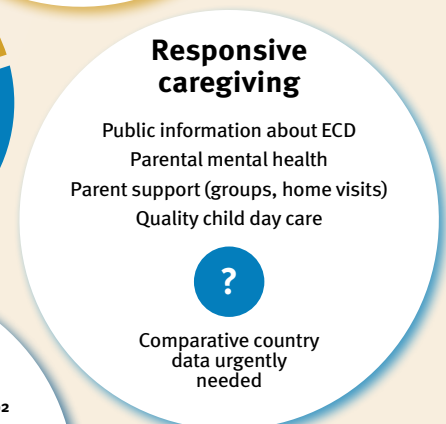 Responsive
caregiving
Public information about ECD
Parental mental health
Parent support (groups, home visits)
Quality child day care
?
Comparative country
data urgently
needed